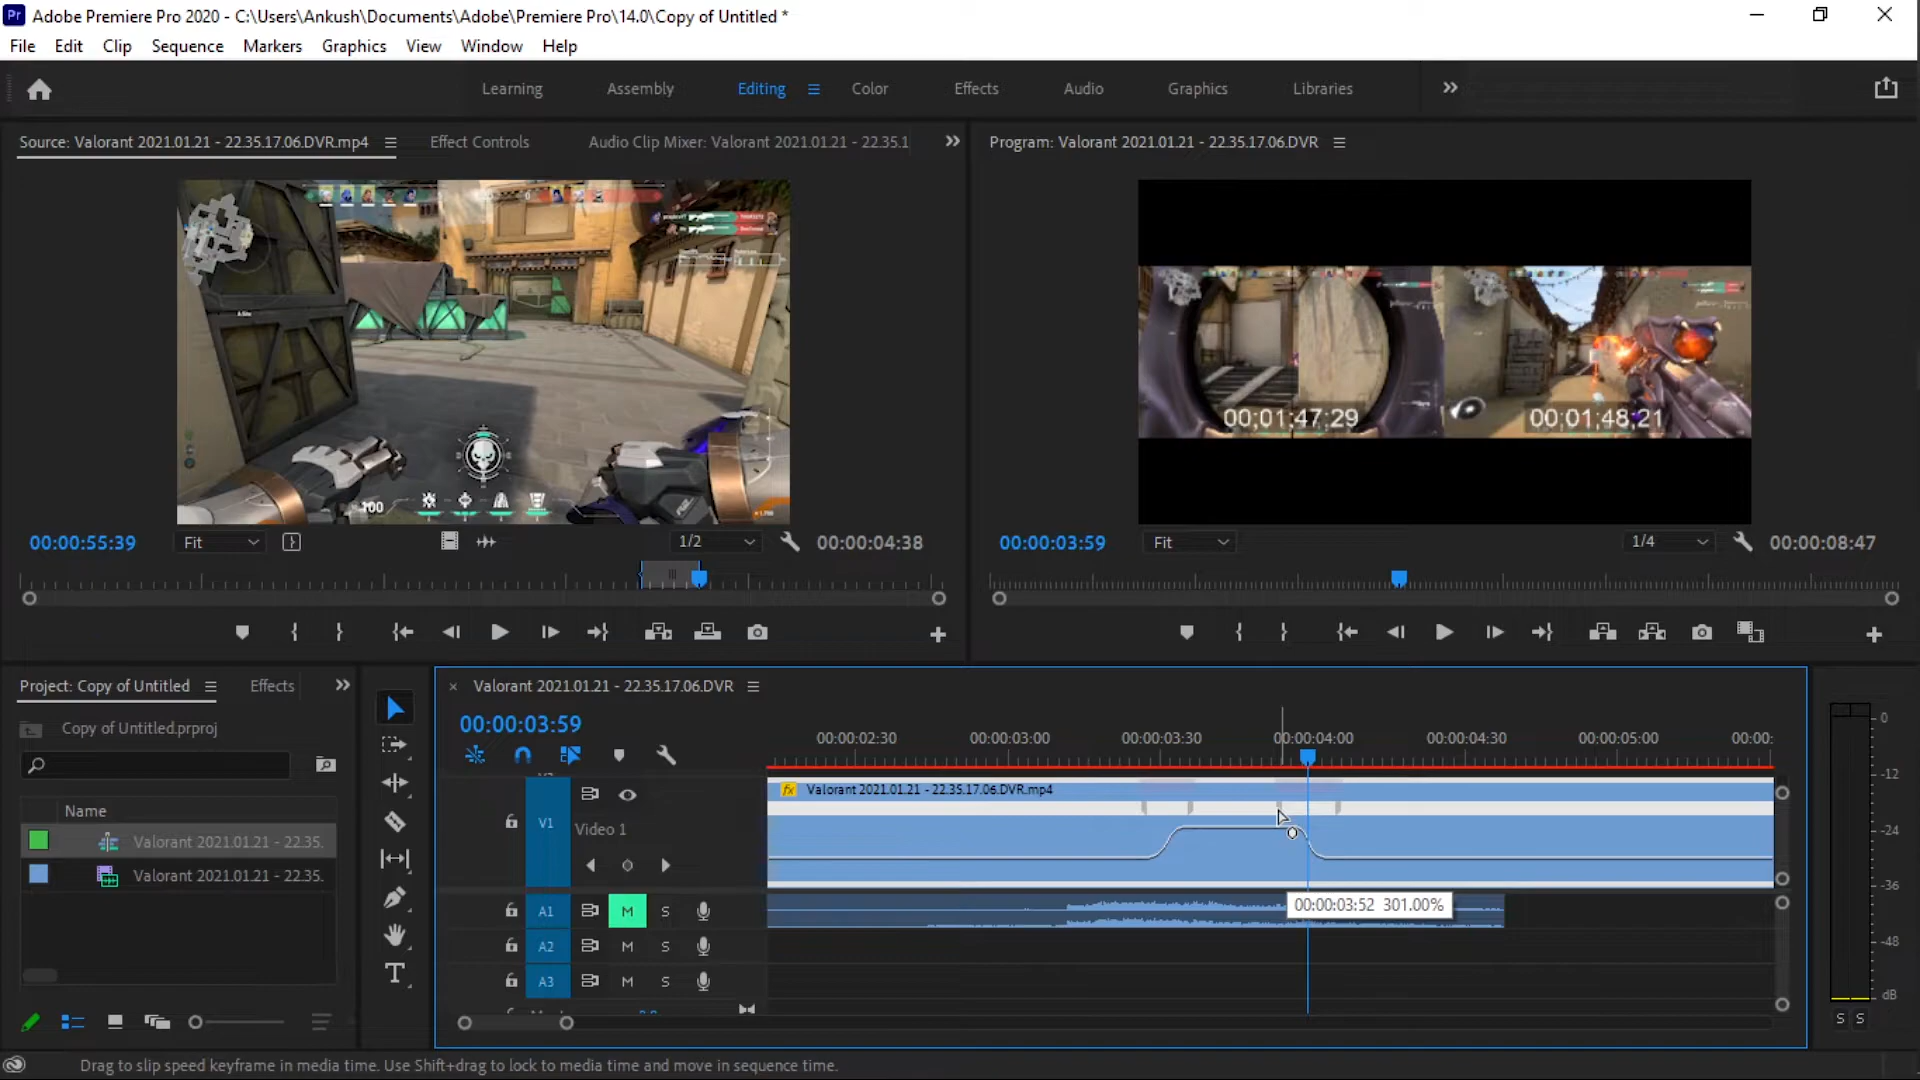 Pr Adobe Premiere Pro 2020 - C:\Users\Ankush\Documents\Adobe\Premiere Pro\14.0\Copy of Untitled *
File Edit Clip Sequence Markers Graphics View Window Help
Learning Assembly Editing Color Effects Audio Graphics Libraries
Source: Valorant 2021.01.21 - 22.35.17.06.DVR.mp4 Effect Controls Audio Clip Mixer: Valorant 2021.01.21 - 22.35.1
Program: Valorant 2021.01.21 - 22.35.17.06.DVR
100
00;01;47;29 00;01;48;21
00:00:55:39 Fit 1/2 00:00:04:38
00:00:03:59 Fit 1/4 00:00:08:47
Project: Copy of Untitled Effects
Copy of Untitled.prproj
Name
Valorant 2021.01.21 - 22.35.
Valorant 2021.01.21 - 22.35.
Valorant 2021.01.21 - 22.35.17.06.DVR
00:00:03:59
00:00:02:30 00:00:03:00 00:00:03:30 00:00:04:00 00:00:04:30 00:00:05:00 00:00:
fx Valorant 2021.01.21 - 22.35.17.06.DVR.mp4
V1 Video 1
00:00:03:52 301.00%
A1 M S
A2 M S
A3 M S
0
-12
-24
-36
-48
dB
S S
Drag to slip speed keyframe in media time. Use Shift+drag to lock to media time and move in sequence time.